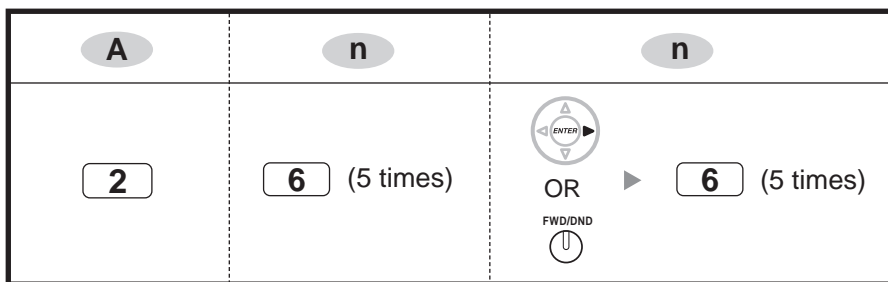 A n n
ENTER
2 6 (5 times) OR 6 (5 times)
FWD/DND